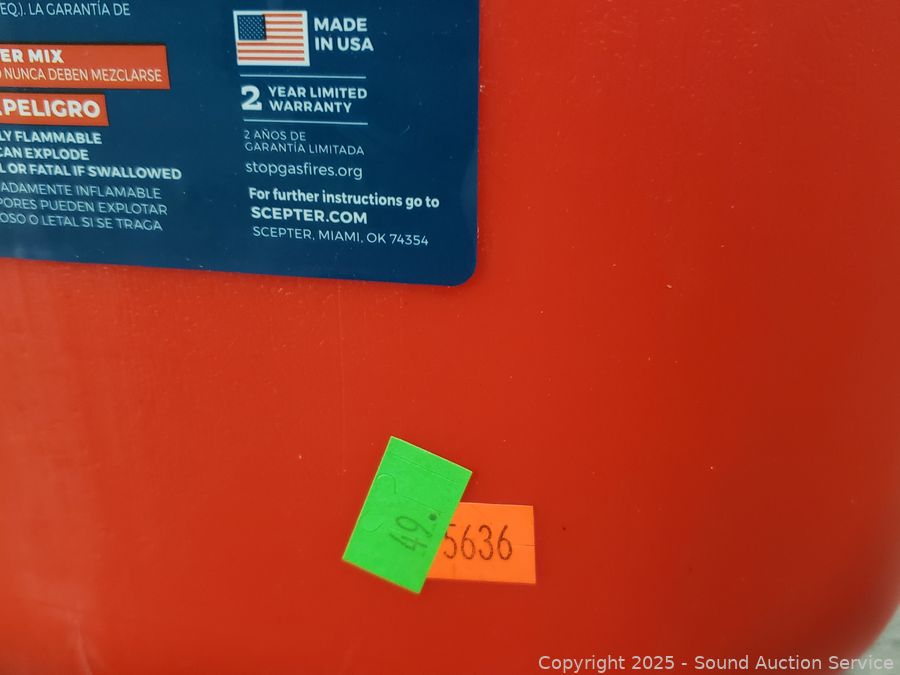 EQ.). LA GARANTÍA DE
ER MIX
NUNCA DEBEN MEZCLARSE
PELIGRO
LY FLAMMABLE
CAN EXPLODE
L OR FATAL IF SWALLOWED
ADAMENTE INFLAMABLE
PORES PUEDEN EXPLOTAR
OSO O LETAL SI SE TRAGA
MADE
IN USA
2 YEAR LIMITED
WARRANTY
2 AÑOS DE
GARANTÍA LIMITADA
stopgasfires.org
For further instructions go to
SCEPTER.COM
SCEPTER, MIAMI, OK 74354
49.
5636
Copyright 2025 - Sound Auction Service